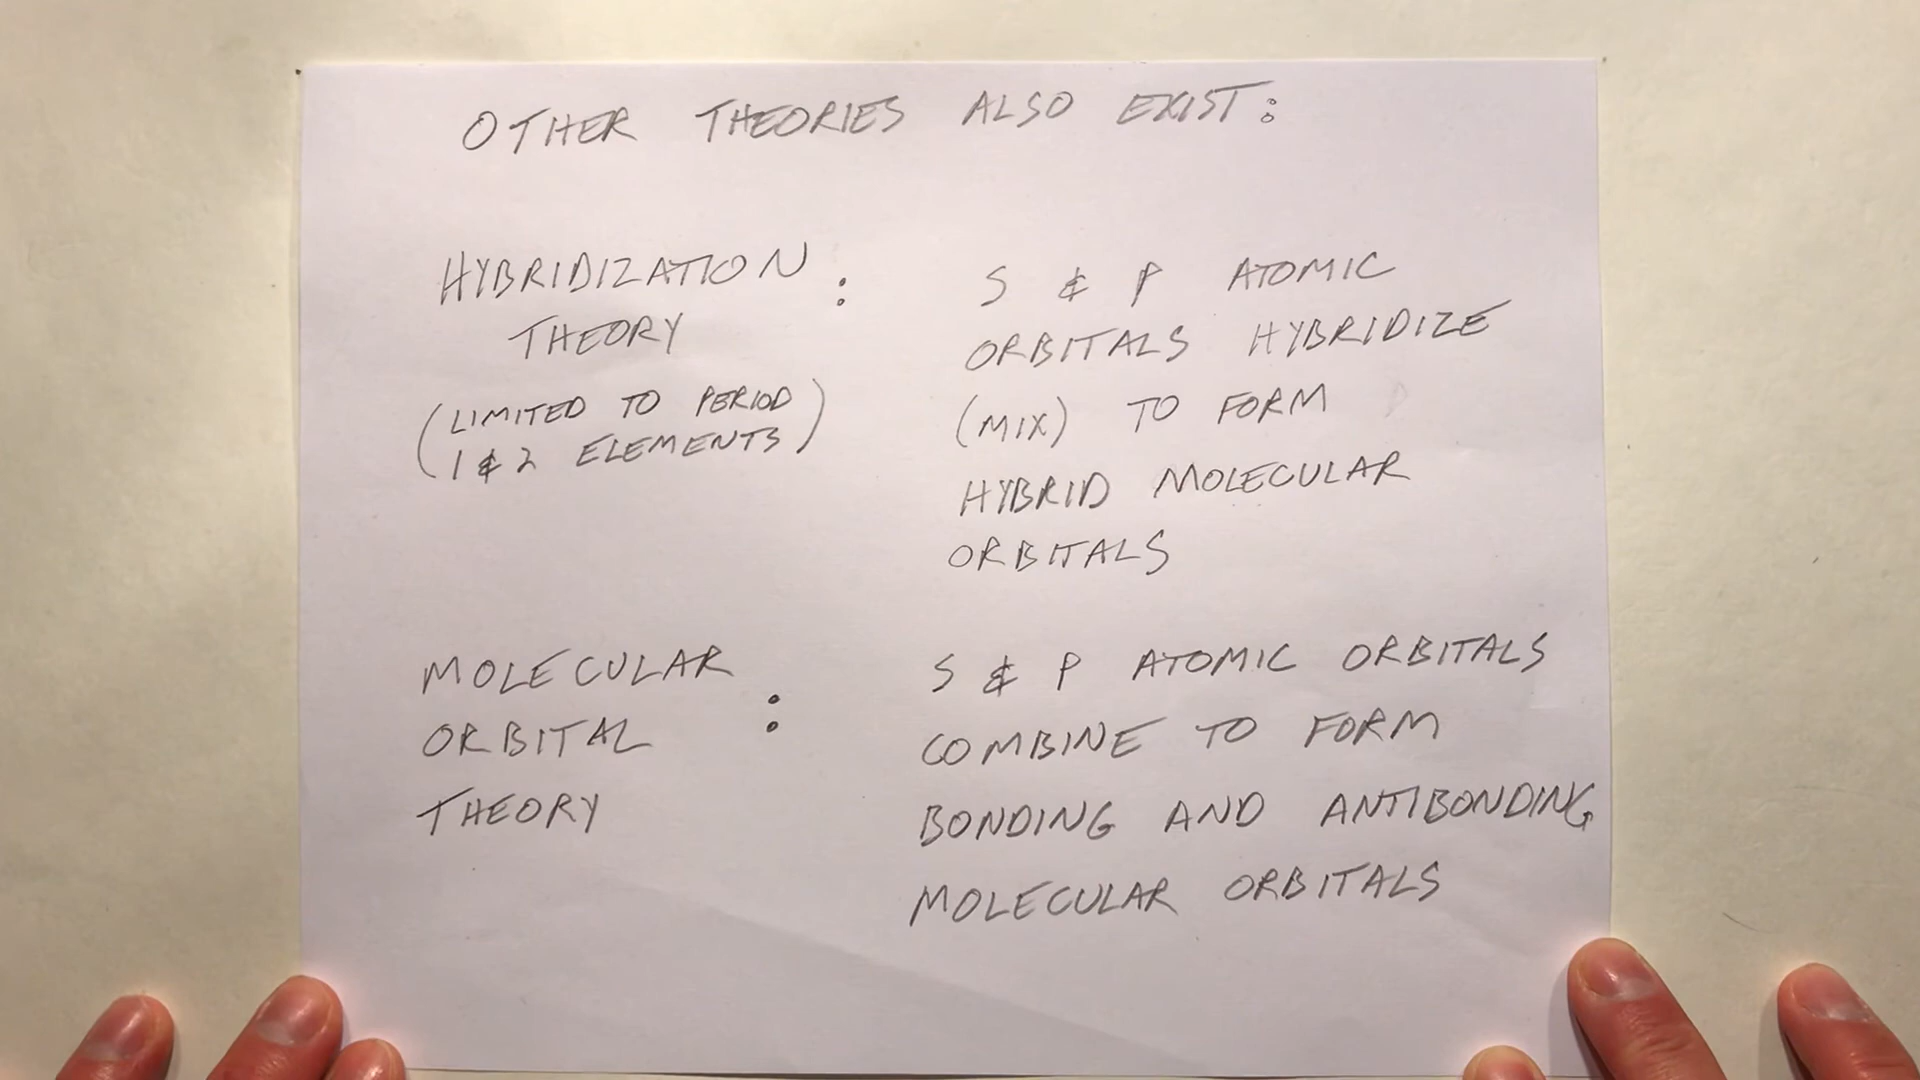 OTHER THEORIES ALSO EXIST:
HYBRIDIZATION :
THEORY
(LIMITED TO PERIOD
1 & 2 ELEMENTS)
S & P ATOMIC
ORBITALS HYBRIDIZE
(MIX) TO FORM
HYBRID MOLECULAR
ORBITALS
MOLECULAR
ORBITAL :
THEORY
S & P ATOMIC ORBITALS
COMBINE TO FORM
BONDING AND ANTIBONDING
MOLECULAR ORBITALS